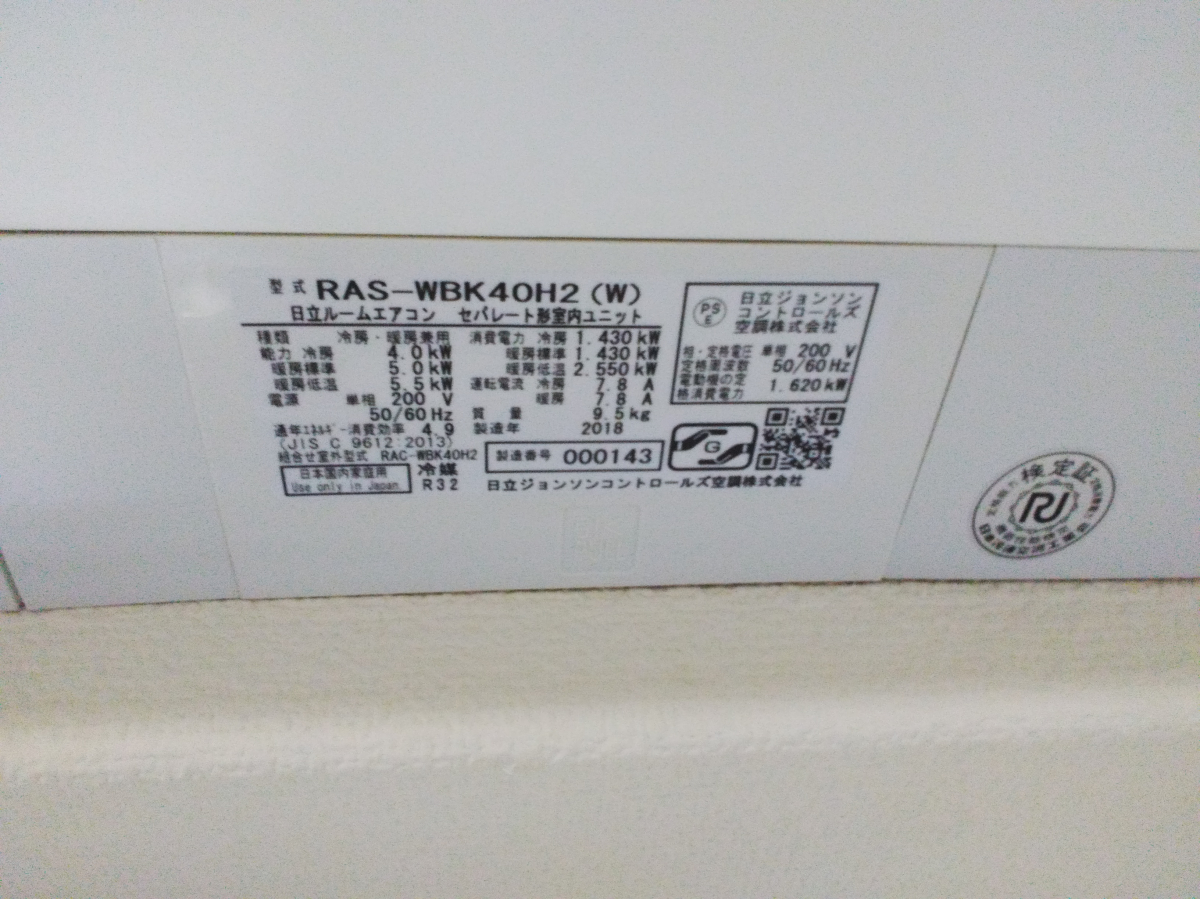 型式 RAS-WBK40H2 (W)
日立ルームエアコン セパレート形室内ユニット
種類 冷房・暖房兼用
能力 冷房 4.0 kW
暖房標準 5.0 kW
暖房低温 5.5 kW
電源 単相 200 V
50/60 Hz
通年エネルギー消費効率 4.9
(JIS C 9612:2013)
組合せ室外型式 RAC-WBK40H2
日本国内家庭用
Use only in Japan.
冷媒
R32
消費電力 冷房 1.430 kW
暖房標準 1.430 kW
暖房低温 2.550 kW
運転電流 冷房 7.8 A
暖房 7.8 A
質量 9.5 kg
製造年 2018
製造番号 000143
日立ジョンソンコントロールズ空調株式会社
PS
E
日立ジョンソン
コントロールズ
空調株式会社
相・定格電圧 単相 200 V
定格周波数 50/60 Hz
電動機の定
格消費電力 1.620 kW
G
検定証